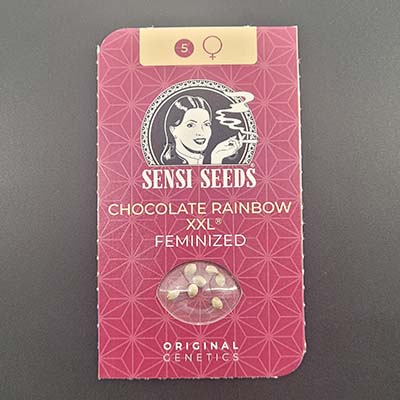 5
SENSI SEEDS®
CHOCOLATE RAINBOW
XXL®
FEMINIZED
ORIGINAL
GENETICS